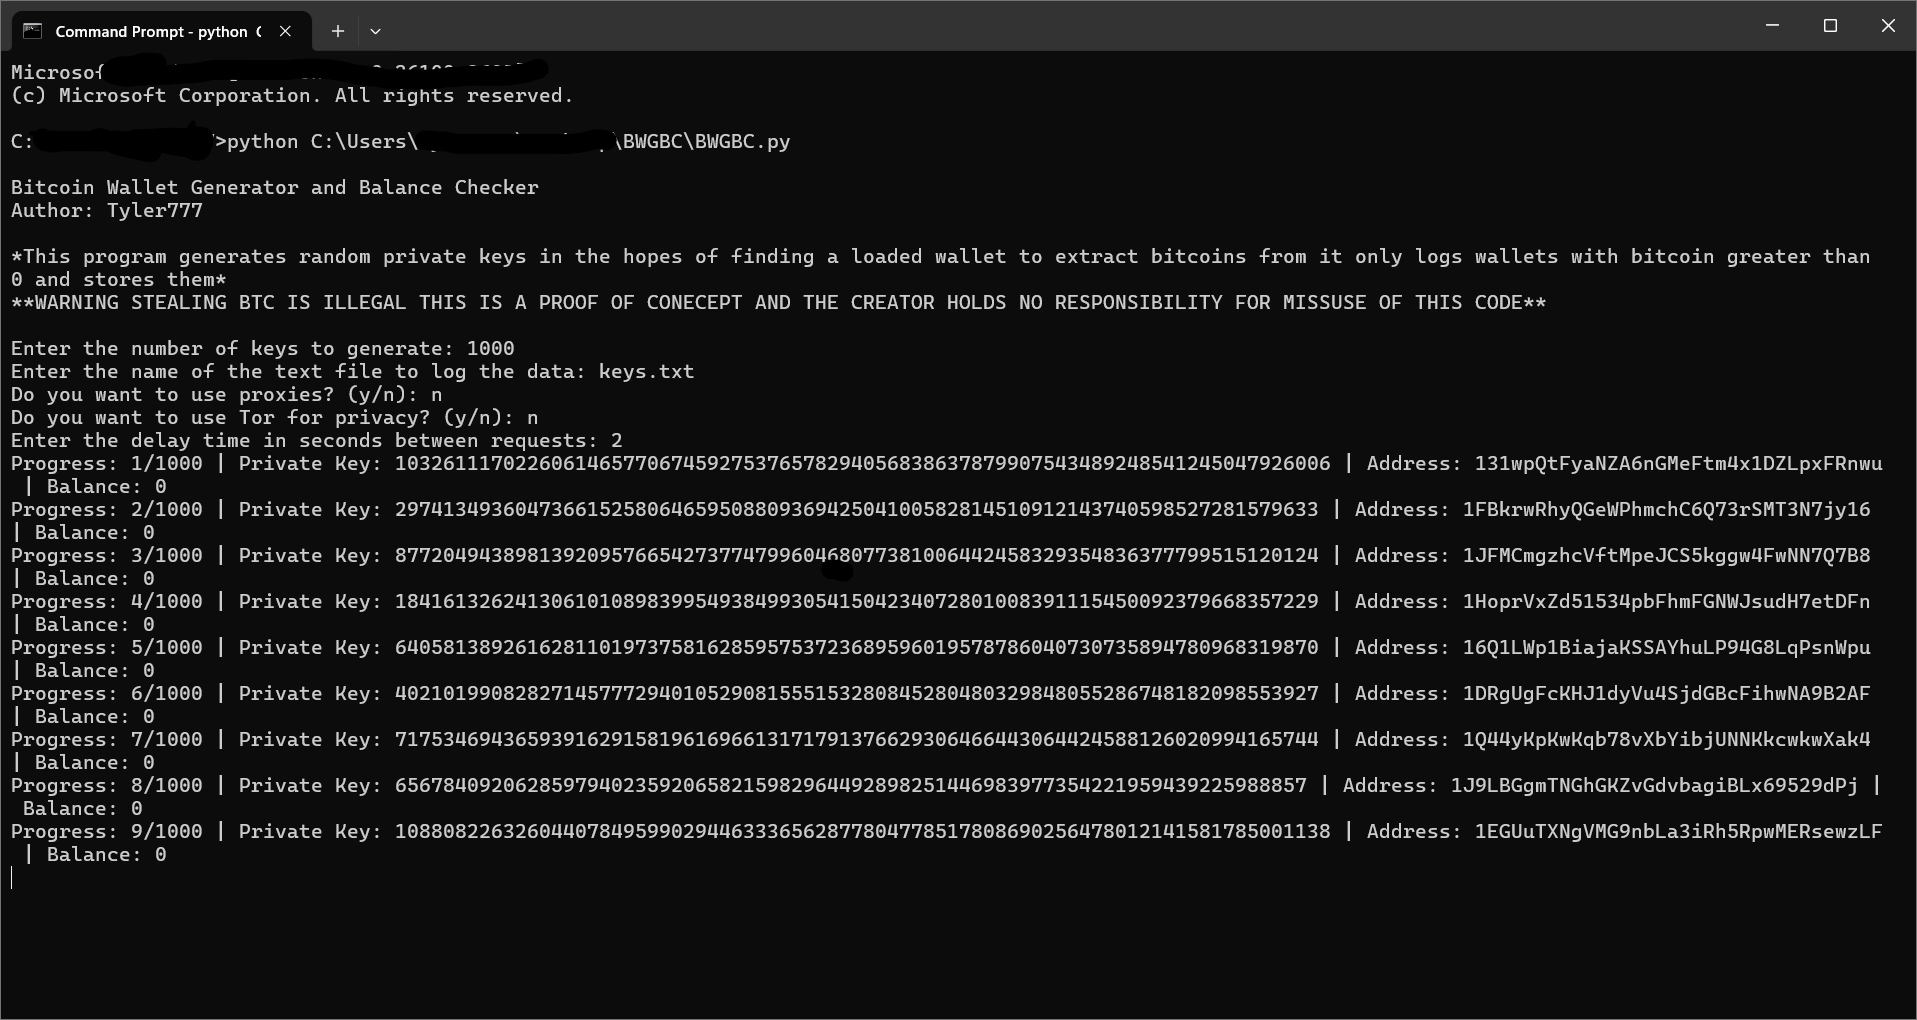 Command Prompt - python
Microsof
(c) Microsoft Corporation. All rights reserved.
C: >python C:\Users\ \BWGBC\BWGBC.py
Bitcoin Wallet Generator and Balance Checker
Author: Tyler777
*This program generates random private keys in the hopes of finding a loaded wallet to extract bitcoins from it only logs wallets with bitcoin greater than
0 and stores them*
**WARNING STEALING BTC IS ILLEGAL THIS IS A PROOF OF CONECEPT AND THE CREATOR HOLDS NO RESPONSIBILITY FOR MISSUSE OF THIS CODE**
Enter the number of keys to generate: 1000
Enter the name of the text file to log the data: keys.txt
Do you want to use proxies? (y/n): n
Do you want to use Tor for privacy? (y/n): n
Enter the delay time in seconds between requests: 2
Progress: 1/1000 | Private Key: 103261117022606146577067459275376578294056838637879907543489248541245047926006 | Address: 131wpQtFyaNZA6nGMeFtm4x1DZLpxFRnwu
| Balance: 0
Progress: 2/1000 | Private Key: 29741349360473661525806465950880936942504100582814510912143740598527281579633 | Address: 1FBkrwRhyQGeWPhmchC6Q73rSMT3N7jy16
| Balance: 0
Progress: 3/1000 | Private Key: 87720494389813920957665427377479960468077381006442458329354836377799515120124 | Address: 1JFMCmgzhcVftMpeJCS5kggw4FwNN7Q7B8
| Balance: 0
Progress: 4/1000 | Private Key: 18416132624130610108983995493849930541504234072801008391115450092379668357229 | Address: 1HoprVxZd51534pbFhmFGNWJsudH7etDFn
| Balance: 0
Progress: 5/1000 | Private Key: 64058138926162811019737581628595753723689596019578786040730735894780968319870 | Address: 16Q1LWp1BiajaKSSAYhuLP94G8LqPsnWpu
| Balance: 0
Progress: 6/1000 | Private Key: 40210199082827145777294010529081555153280845280480329848055286748182098553927 | Address: 1DRgUgFcKHJ1dyVu4SjdGBcFihwNA9B2AF
| Balance: 0
Progress: 7/1000 | Private Key: 71753469436593916291581961696613171791376629306466443064424588126020994165744 | Address: 1Q44yKpKwKqb78vXbYibjUNNKkcwkwXak4
| Balance: 0
Progress: 8/1000 | Private Key: 6567840920628597940235920658215982964492898251446983977354221959439225988857 | Address: 1J9LBGgmTNGhGKZvGdvbagiBLx69529dPj |
Balance: 0
Progress: 9/1000 | Private Key: 108808226326044078495990294463336562877804778517808690256478012141581785001138 | Address: 1EGUuTXNgVMG9nbLa3iRh5RpwMERsewzLF
| Balance: 0